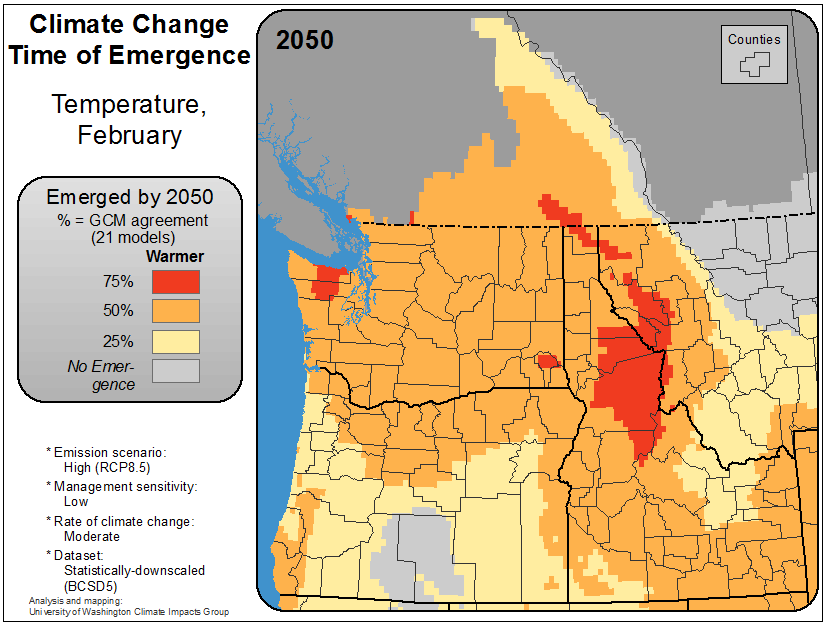 Climate Change
Time of Emergence
Temperature,
February
Emerged by 2050
% = GCM agreement
(21 models)
Warmer
75%
50%
25%
No Emer-
gence
* Emission scenario:
High (RCP8.5)
* Management sensitivity:
Low
* Rate of climate change:
Moderate
* Dataset:
Statistically-downscaled
(BCSD5)
Analysis and mapping:
University of Washington Climate Impacts Group
2050
Counties